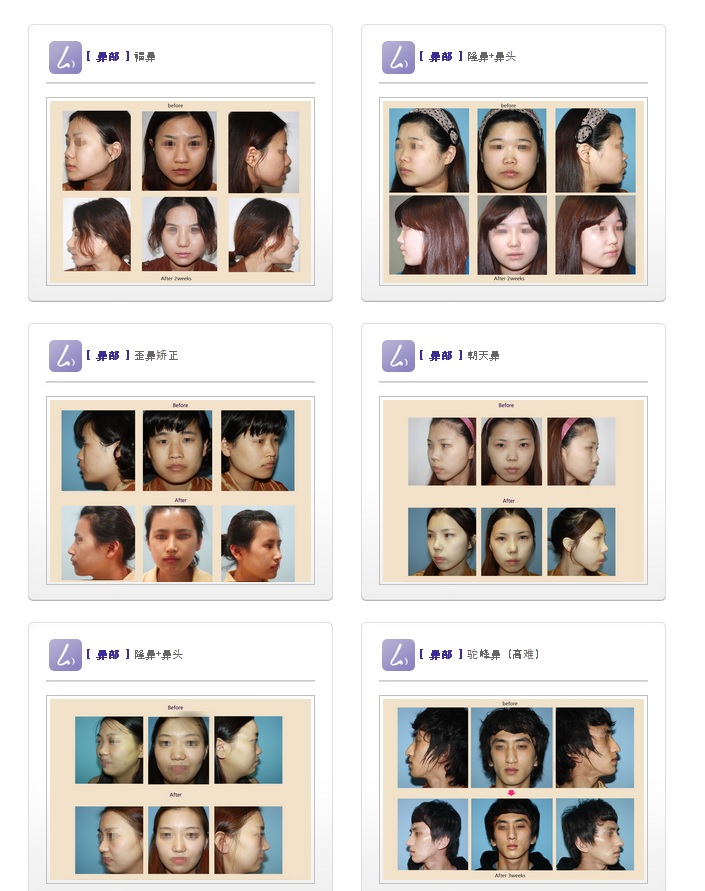 [ 鼻部 ] 福鼻
before
After 2weeks
[ 鼻部 ] 隆鼻+鼻头
before
After 2weeks
[ 鼻部 ] 歪鼻矫正
Before
After
[ 鼻部 ] 朝天鼻
Before
After
[ 鼻部 ] 隆鼻+鼻头
Before
After
[ 鼻部 ] 驼峰鼻 (高难)
before
After 3weeks